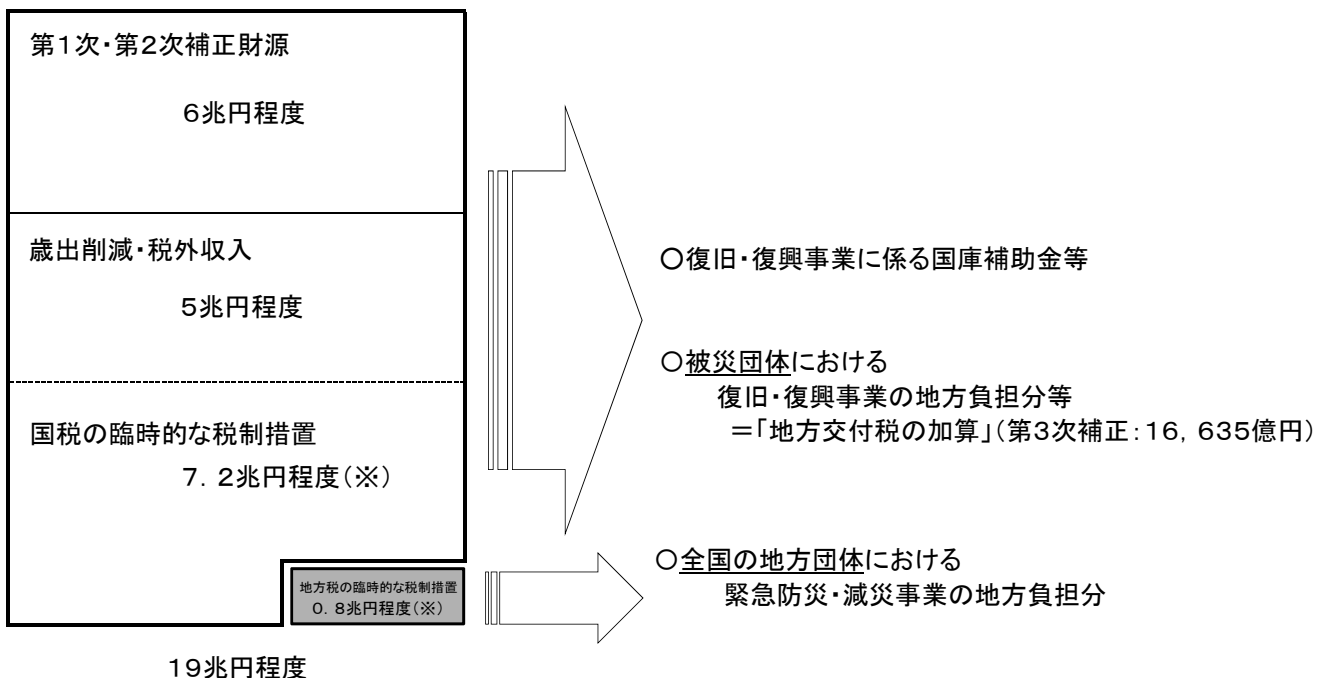 第1次・第2次補正財源
6兆円程度
歳出削減・税外収入
5兆円程度
国税の臨時的な税制措置
7．2兆円程度（※）
地方税の臨時的な税制措置
0．8兆円程度（※）
19兆円程度
○復旧・復興事業に係る国庫補助金等
○被災団体における
復旧・復興事業の地方負担分等
＝「地方交付税の加算」（第3次補正：16，635億円）
○全国の地方団体における
緊急防災・減災事業の地方負担分